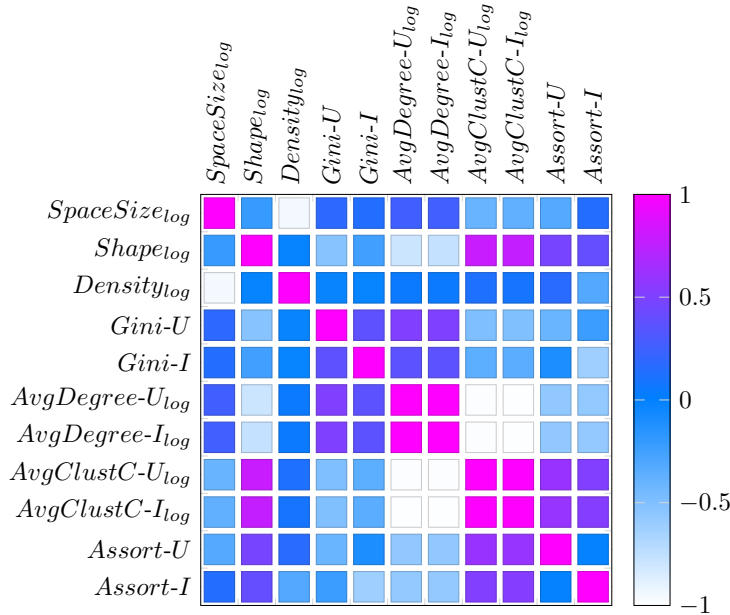 SpaceSize_log
Shape_log
Density_log
Gini-U
Gini-I
AvgDegree-U_log
AvgDegree-I_log
AvgClustC-U_log
AvgClustC-I_log
Assort-U
Assort-I
SpaceSize_log
Shape_log
Density_log
Gini-U
Gini-I
AvgDegree-U_log
AvgDegree-I_log
AvgClustC-U_log
AvgClustC-I_log
Assort-U
Assort-I
1
0.5
0
−0.5
−1